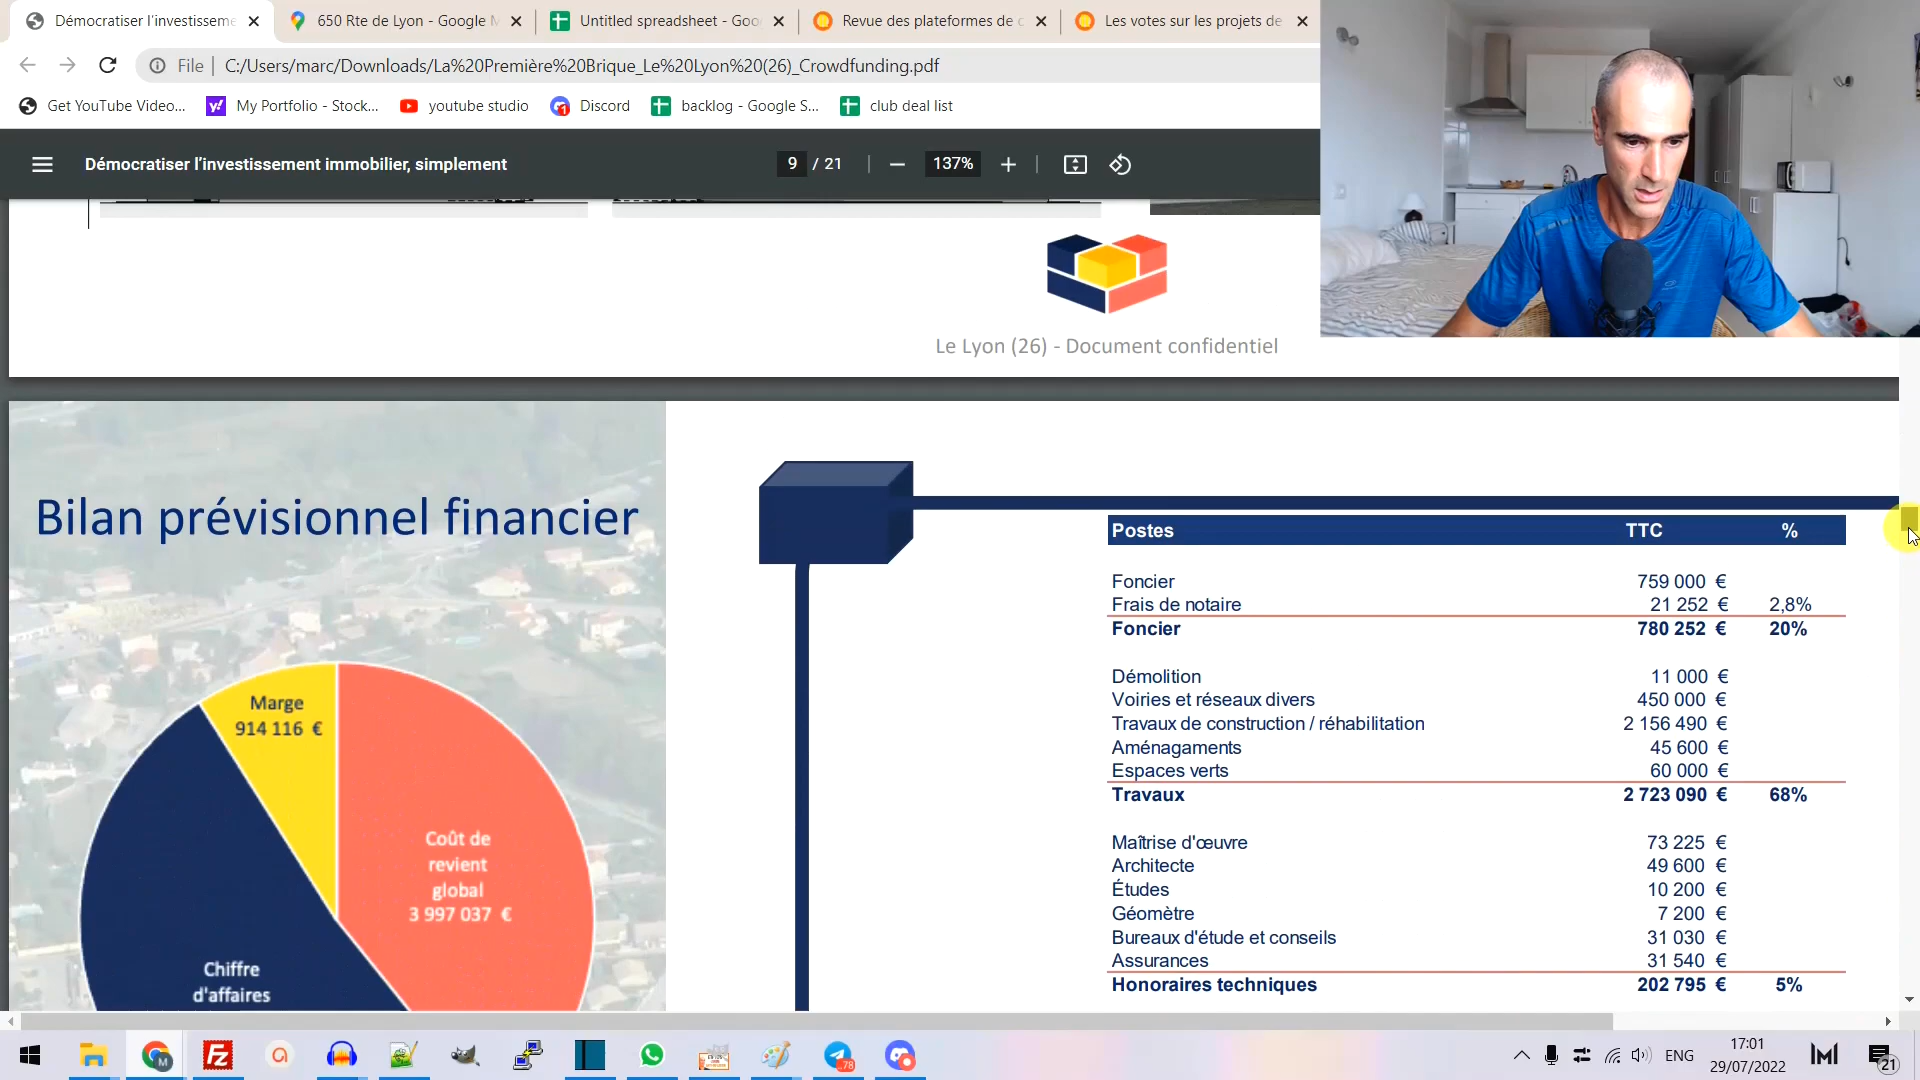 Démocratiser l'investisseme
650 Rte de Lyon - Google M
Untitled spreadsheet - Goo
Revue des plateformes de c
Les votes sur les projets de
File
C:/Users/marc/Downloads/La%20Première%20Brique_Le%20Lyon%20(26)_Crowdfunding.pdf
Get YouTube Video...
My Portfolio - Stock...
youtube studio
Discord
backlog - Google S...
club deal list
Démocratiser l'investissement immobilier, simplement
9 / 21
137%
Le Lyon (26) - Document confidentiel
Bilan prévisionnel financier
Marge
914 116 €
Coût de
revient
global
3 997 037 €
Chiffre
d'affaires
Postes TTC %
Foncier 759 000 €
Frais de notaire 21 252 € 2,8%
Foncier 780 252 € 20%
Démolition 11 000 €
Voiries et réseaux divers 450 000 €
Travaux de construction / réhabilitation 2 156 490 €
Aménagaments 45 600 €
Espaces verts 60 000 €
Travaux 2 723 090 € 68%
Maîtrise d'œuvre 73 225 €
Architecte 49 600 €
Études 10 200 €
Géomètre 7 200 €
Bureaux d'étude et conseils 31 030 €
Assurances 31 540 €
Honoraires techniques 202 795 € 5%
ENG
17:01
29/07/2022
21